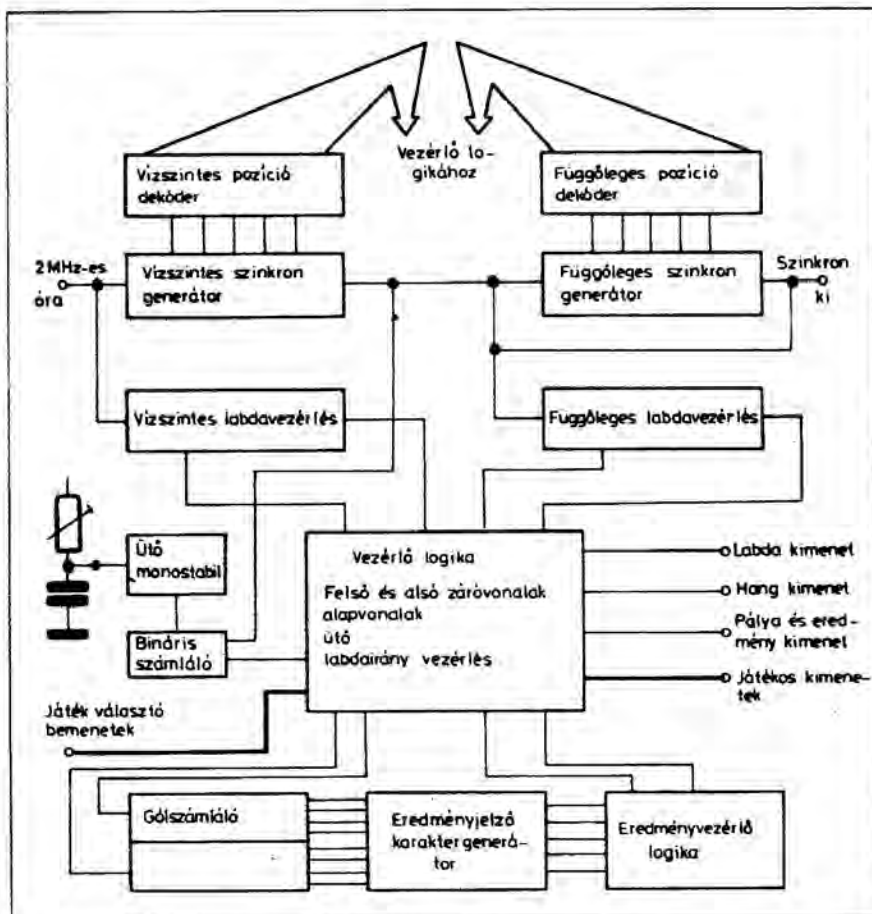 Vezérlő lo-
gikához
Vízszintes pozíció
dekóder
Függőleges pozíció
dekóder
2MHz-es
óra
Vízszintes szinkron
generátor
Függőleges szinkron
generátor
Szinkron
ki
Vízszintes labdavezérlés
Függőleges labdavezérlés
Ütő
monostabil
Bináris
számláló
Vezérlő logika
Felső és alsó záróvonalak
alapvonalak
ütő
labdairány vezérlés
Labda kimenet
Hang kimenet
Pálya és ered-
mény kimenet
Játékos kimene-
tek
Játék választó
bemenetek
Gólszámláló
Eredményjelző
karaktergenerá-
tor
Eredményvezérlő
logika